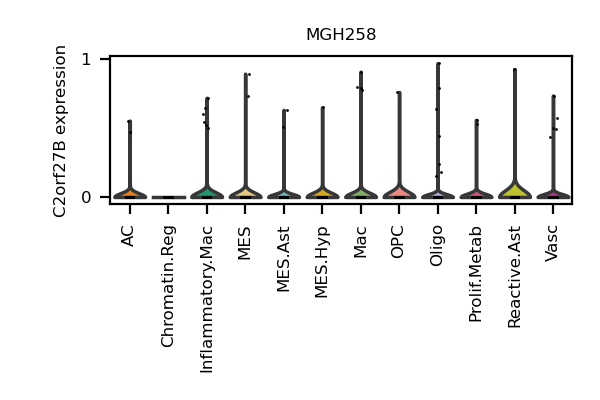 MGH258
C2orf27B expression
1
0
AC
Chromatin.Reg
Inflammatory.Mac
MES
MES.Ast
MES.Hyp
Mac
OPC
Oligo
Prolif.Metab
Reactive.Ast
Vasc